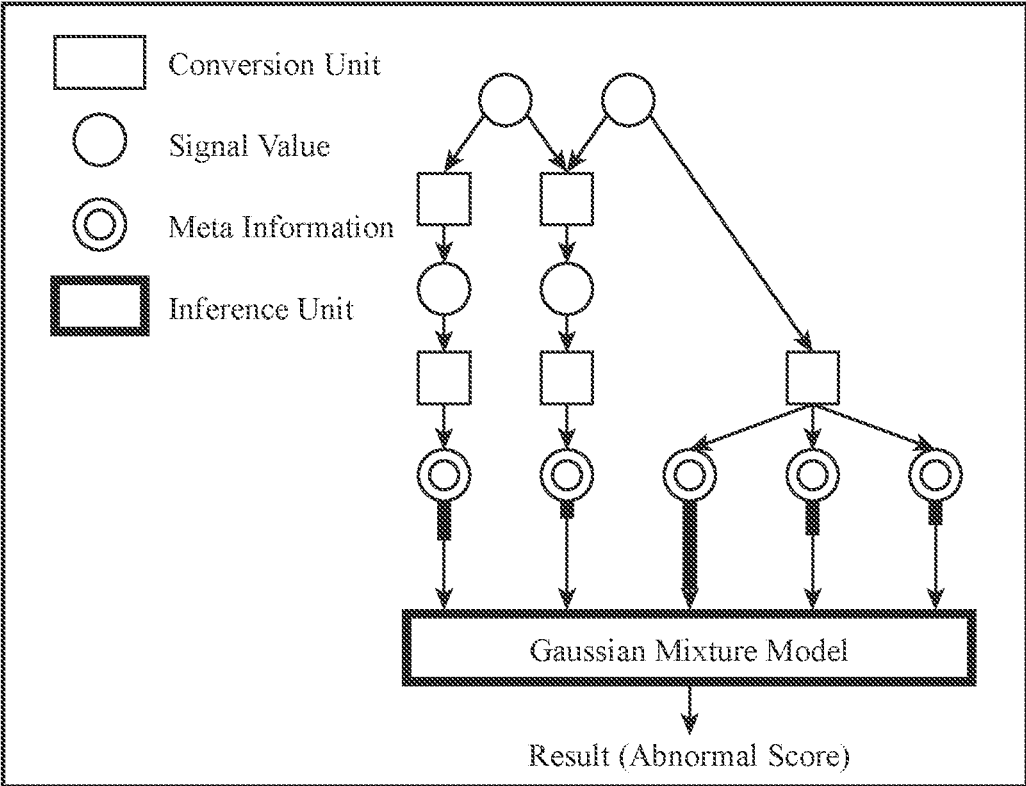 Conversion Unit
Signal Value
Meta Information
Inference Unit
Gaussian Mixture Model
Result (Abnormal Score)